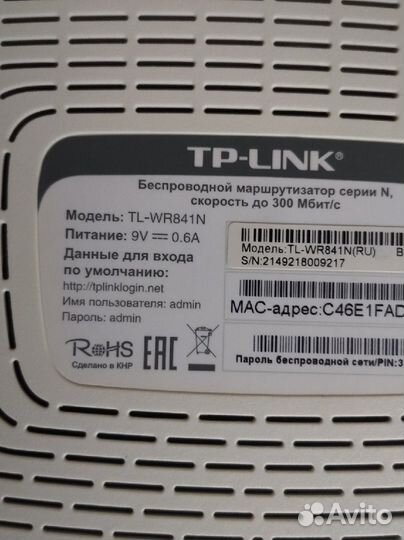 TP-LINK®
Беспроводной маршрутизатор серии N,
скорость до 300 Мбит/с
Модель: TL-WR841N
Питание: 9V 0.6A
Данные для входа
по умолчанию:
http://tplinklogin.net
Имя пользователя: admin
Пароль: admin
RoHS
Сделано в КНР
EAC
Модель:TL-WR841N(RU)
S/N:2149218009217
MAC-адрес:C46E1FAD
Пароль беспроводной сети/PIN:3
Avito